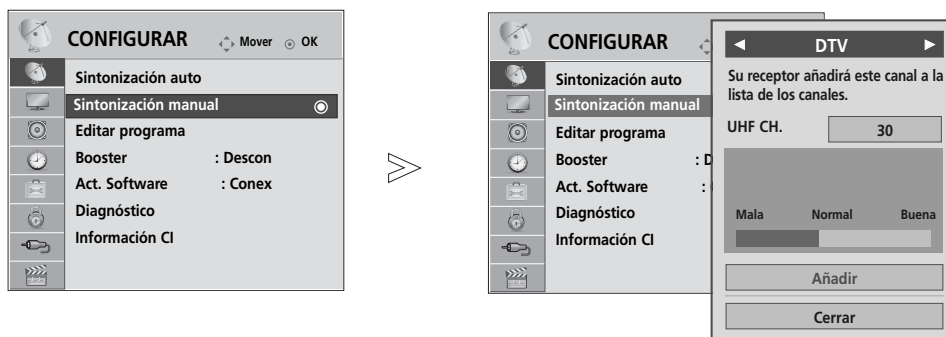 CONFIGURAR Mover OK
Sintonización auto
Sintonización manual
Editar programa
Booster : Descon
Act. Software : Conex
Diagnóstico
Información CI
CONFIGURAR
Sintonización auto
Sintonización manual
Editar programa
Booster : D
Act. Software :
Diagnóstico
Información CI
DTV
Su receptor añadirá este canal a la
lista de los canales.
UHF CH. 30
Mala Normal Buena
Añadir
Cerrar